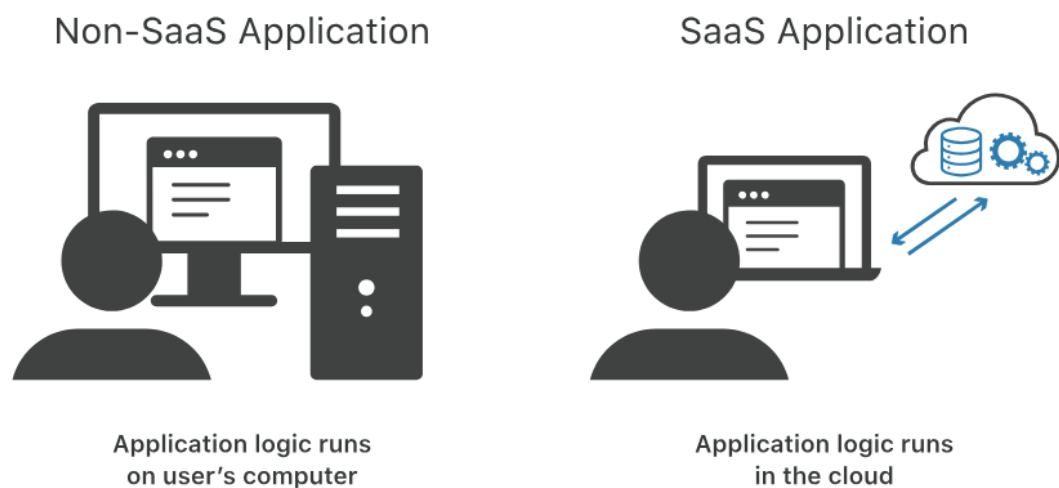 Non-SaaS Application
SaaS Application
Application logic runs
on user's computer
Application logic runs
in the cloud